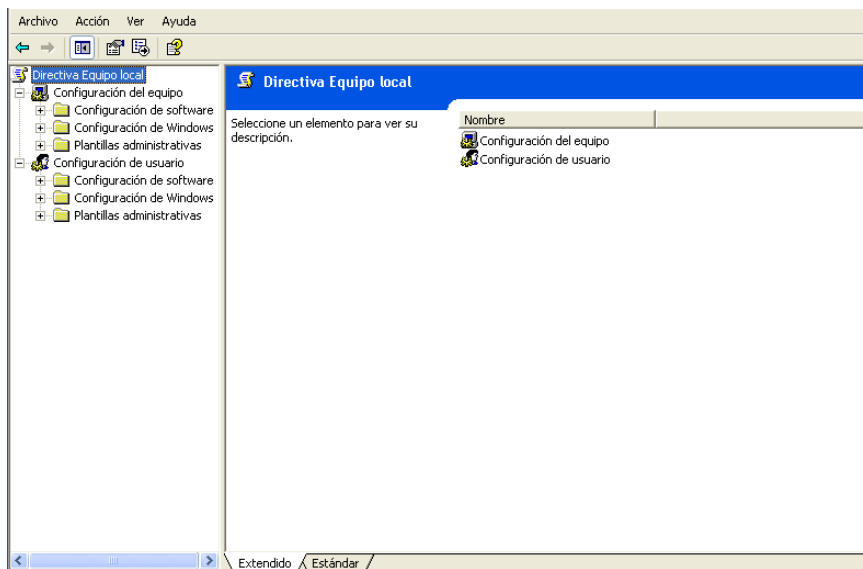 Archivo Acción Ver Ayuda
Directiva Equipo local
Configuración del equipo
Configuración de software
Configuración de Windows
Plantillas administrativas
Configuración de usuario
Configuración de software
Configuración de Windows
Plantillas administrativas
Directiva Equipo local
Seleccione un elemento para ver su
descripción.
Nombre
Configuración del equipo
Configuración de usuario
Extendido Estándar